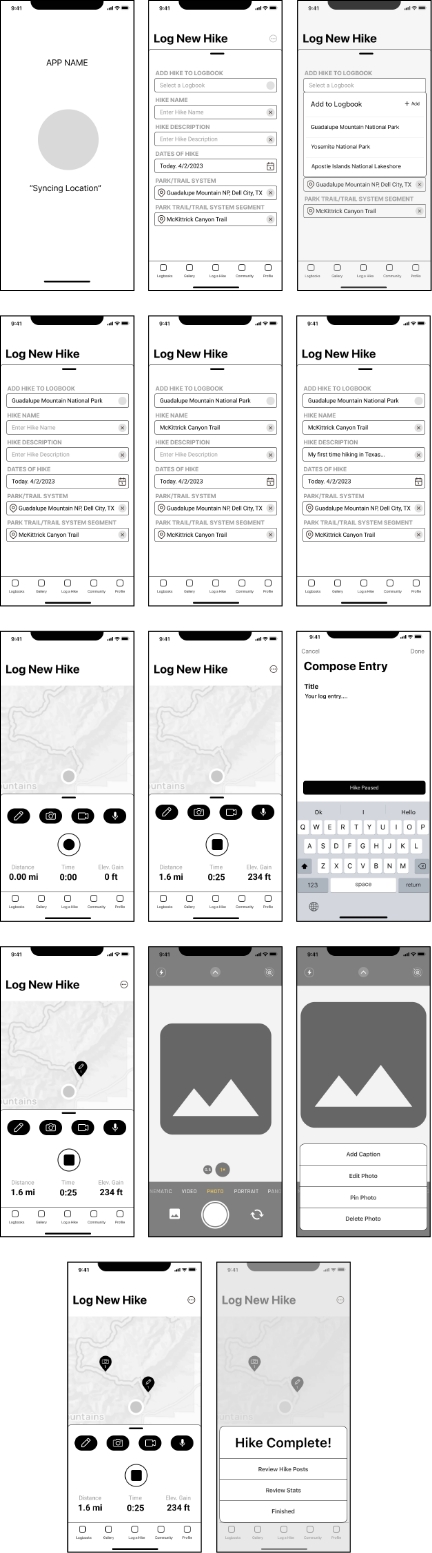 9:41
APP NAME
"Syncing Location"
9:41
Log New Hike
ADD HIKE TO LOGBOOK
Select a Logbook
HIKE NAME
Enter Hike Name
HIKE DESCRIPTION
Enter Hike Description
DATES OF HIKE
Today. 4/2/2023
PARK/TRAIL SYSTEM
Guadalupe Mountain NP, Dell City, TX
PARK TRAIL/TRAIL SYSTEM SEGMENT
McKittrick Canyon Trail
Logbooks Gallery Log a Hike Community Profile
9:41
Log New Hike
ADD HIKE TO LOGBOOK
Select a Logbook
Add to Logbook + Add
Guadalupe Mountain National Park
Yosemite National Park
Apostle Islands National Lakeshore
Guadalupe Mountain NP, Dell City, TX
PARK TRAIL/TRAIL SYSTEM SEGMENT
McKittrick Canyon Trail
Logbooks Gallery Log a Hike Community Profile
9:41
Log New Hike
ADD HIKE TO LOGBOOK
Guadalupe Mountain National Park
HIKE NAME
Enter Hike Name
HIKE DESCRIPTION
Enter Hike Description
DATES OF HIKE
Today. 4/2/2023
PARK/TRAIL SYSTEM
Guadalupe Mountain NP, Dell City, TX
PARK TRAIL/TRAIL SYSTEM SEGMENT
McKittrick Canyon Trail
Logbooks Gallery Log a Hike Community Profile
9:41
Log New Hike
ADD HIKE TO LOGBOOK
Guadalupe Mountain National Park
HIKE NAME
McKittrick Canyon Trail
HIKE DESCRIPTION
Enter Hike Description
DATES OF HIKE
Today. 4/2/2023
PARK/TRAIL SYSTEM
Guadalupe Mountain NP, Dell City, TX
PARK TRAIL/TRAIL SYSTEM SEGMENT
McKittrick Canyon Trail
Logbooks Gallery Log a Hike Community Profile
9:41
Log New Hike
ADD HIKE TO LOGBOOK
Guadalupe Mountain National Park
HIKE NAME
McKittrick Canyon Trail
HIKE DESCRIPTION
My first time hiking in Texas...
DATES OF HIKE
Today. 4/2/2023
PARK/TRAIL SYSTEM
Guadalupe Mountain NP, Dell City, TX
PARK TRAIL/TRAIL SYSTEM SEGMENT
McKittrick Canyon Trail
Logbooks Gallery Log a Hike Community Profile
9:41
Log New Hike
untains
Distance Time Elev. Gain
0.00 mi 0:00 0 ft
Logbooks Gallery Log a Hike Community Profile
9:41
Log New Hike
untains
Distance Time Elev. Gain
1.6 mi 0:25 234 ft
Logbooks Gallery Log a Hike Community Profile
9:41
Cancel Done
Compose Entry
Title
Your log entry....
Hike Paused
Ok I Hello
Q W E R T Y U I O P
A S D F G H J K L
Z X C V B N M
123 space return
9:41
Log New Hike
untains
Distance Time Elev. Gain
1.6 mi 0:25 234 ft
Logbooks Gallery Log a Hike Community Profile
9:41
NEMATIC VIDEO PHOTO PORTRAIT PAN
9:41
Add Caption
Edit Photo
Pin Photo
Delete Photo
9:41
Log New Hike
untains
Distance Time Elev. Gain
1.6 mi 0:25 234 ft
Logbooks Gallery Log a Hike Community Profile
9:41
Log New Hike
untains
Hike Complete!
Review Hike Posts
Review Stats
Finished
Logbooks Gallery Log a Hike Community Profile